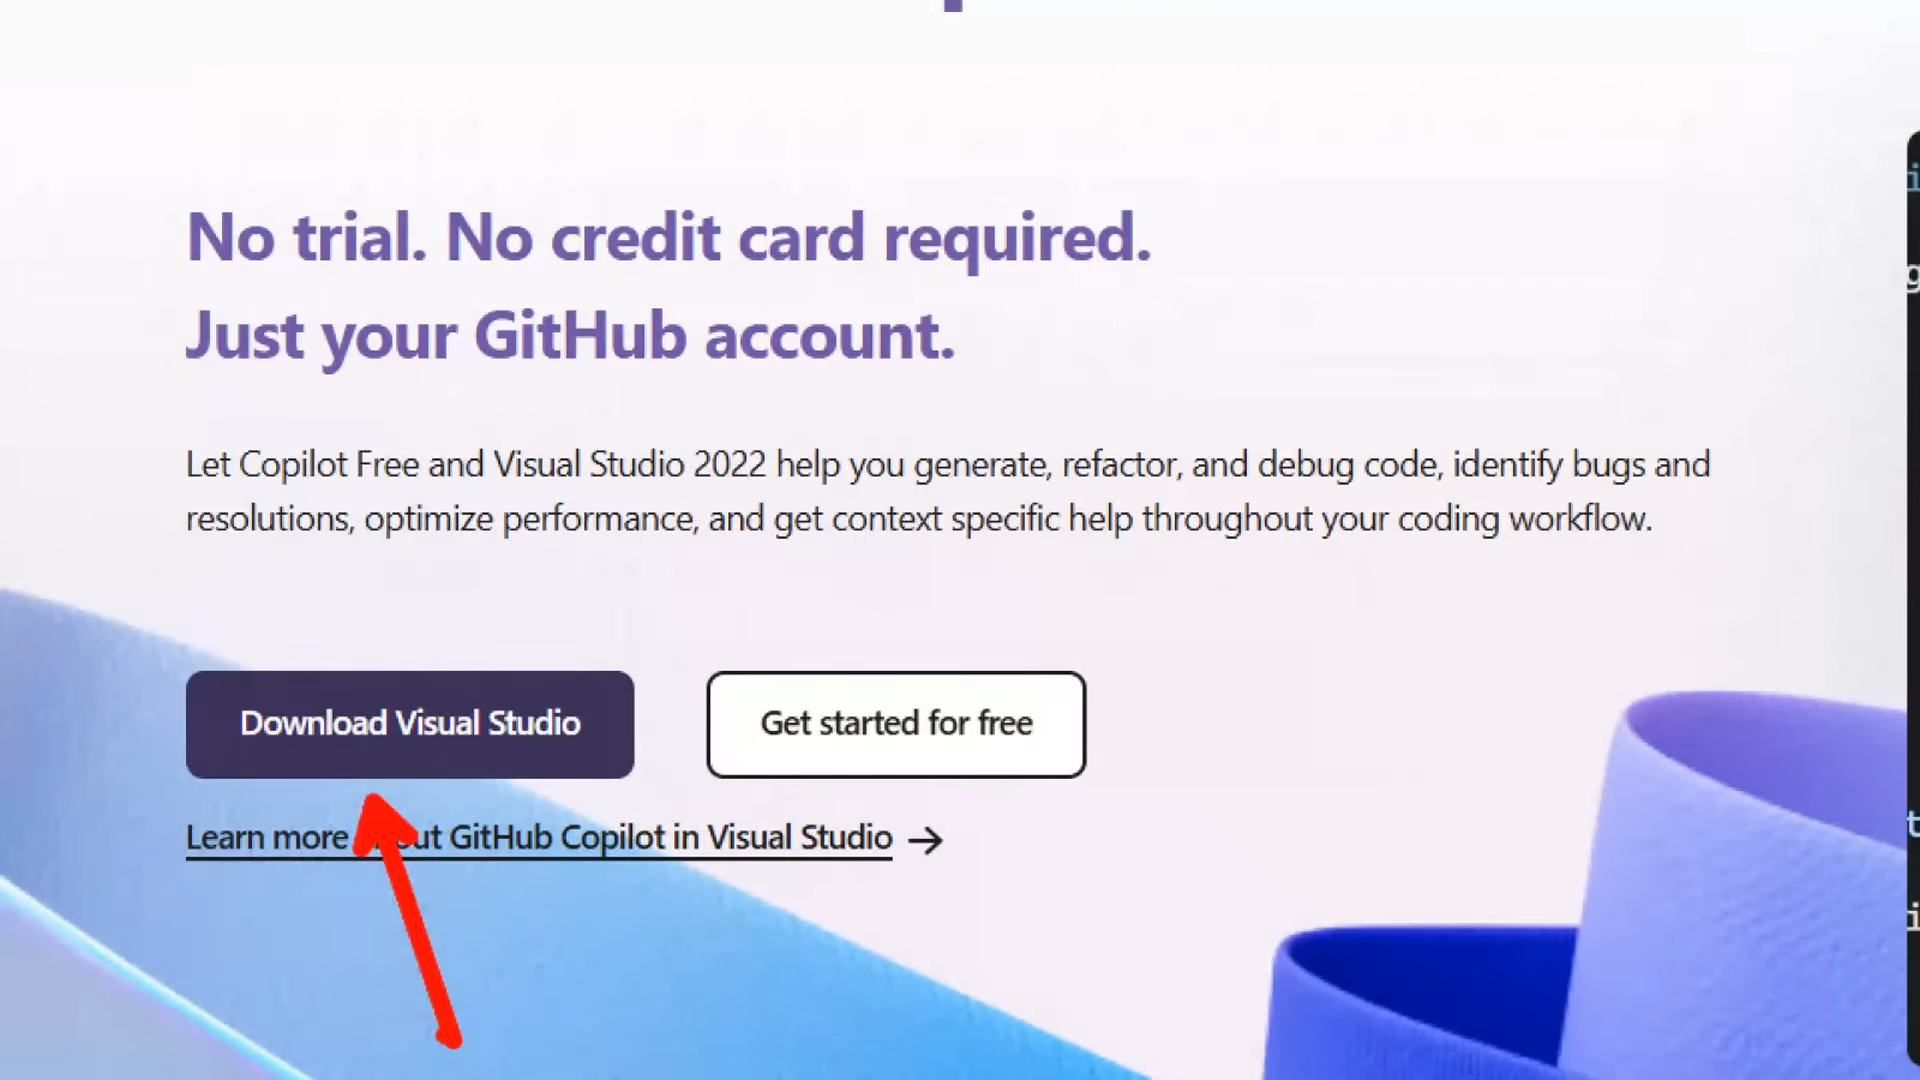 No trial. No credit card required.
Just your GitHub account.
Let Copilot Free and Visual Studio 2022 help you generate, refactor, and debug code, identify bugs and
resolutions, optimize performance, and get context specific help throughout your coding workflow.
Download Visual Studio
Get started for free
Learn more out GitHub Copilot in Visual Studio →